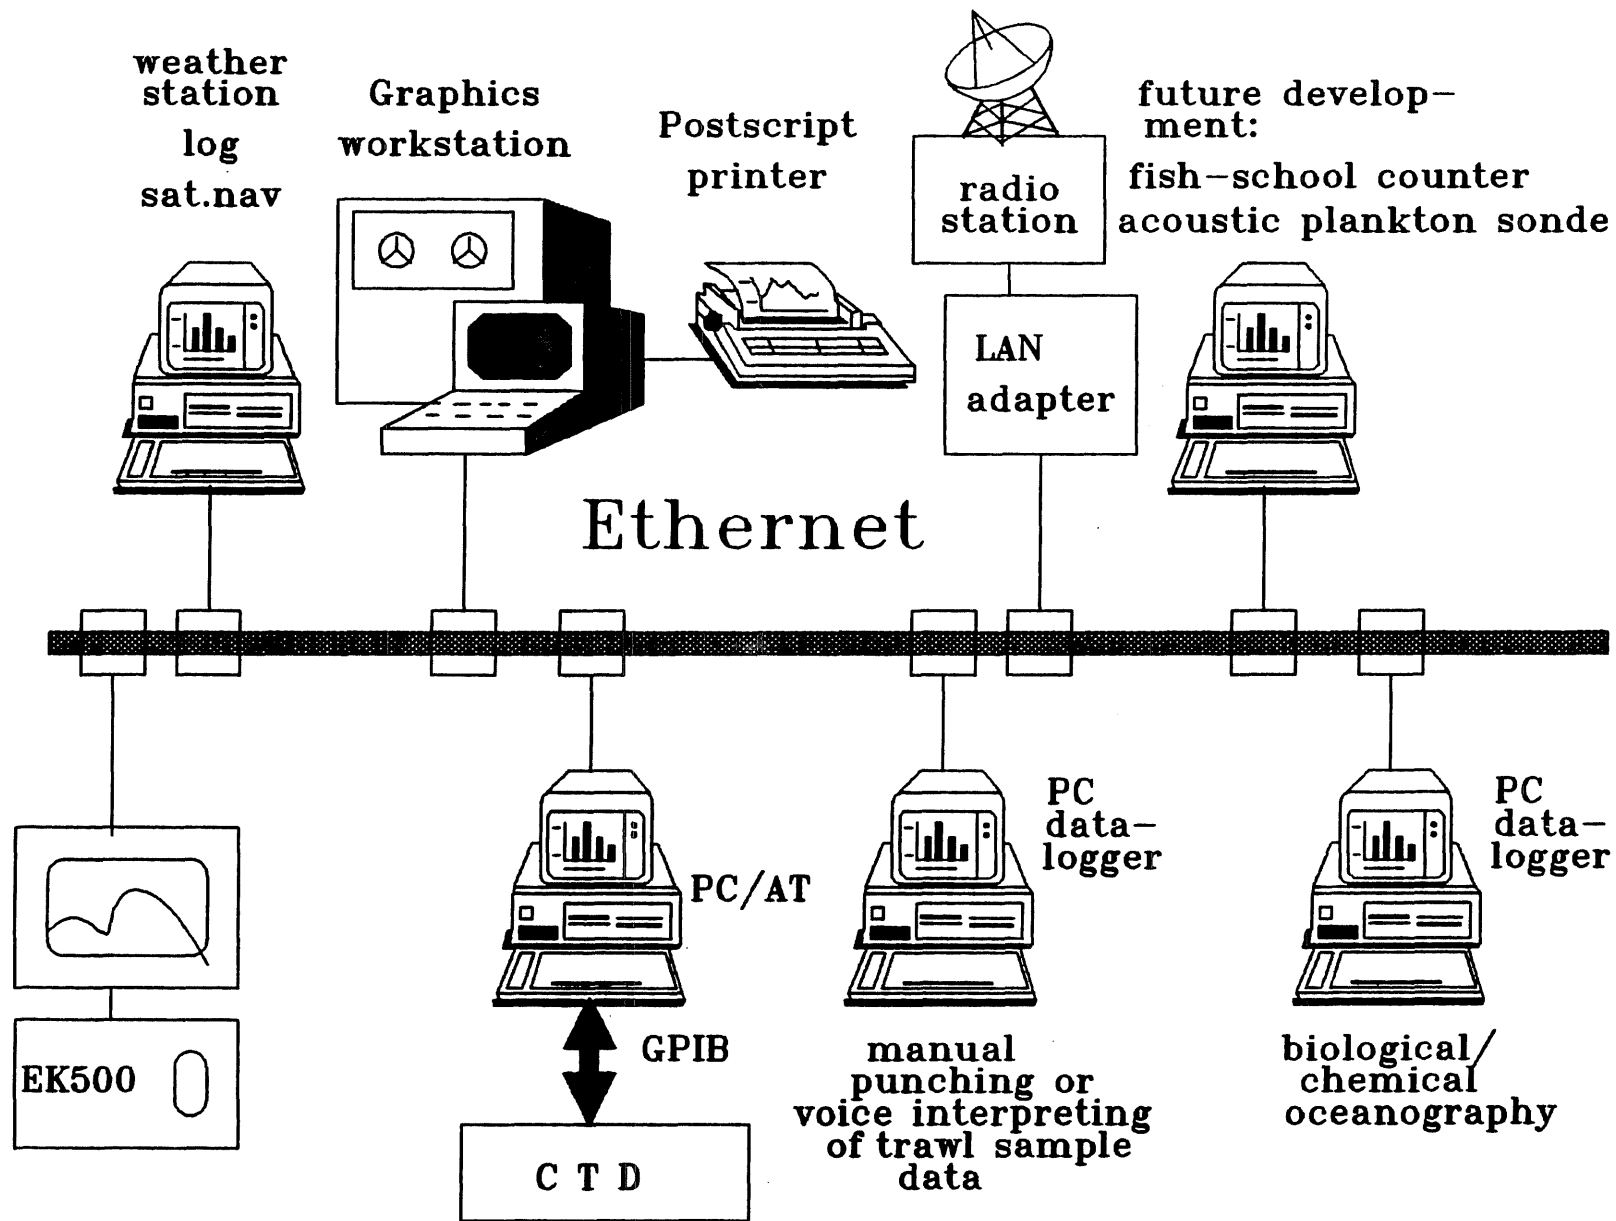 weather
station
log
sat.nav
Graphics
workstation
Postscript
printer
radio
station
LAN
adapter
future develop-
ment:
fish-school counter
acoustic plankton sonde
Ethernet
EK500
PC/AT
GPIB
C T D
PC
data-
logger
manual
punching or
voice interpreting
of trawl sample
data
PC
data-
logger
biological/
chemical
oceanography